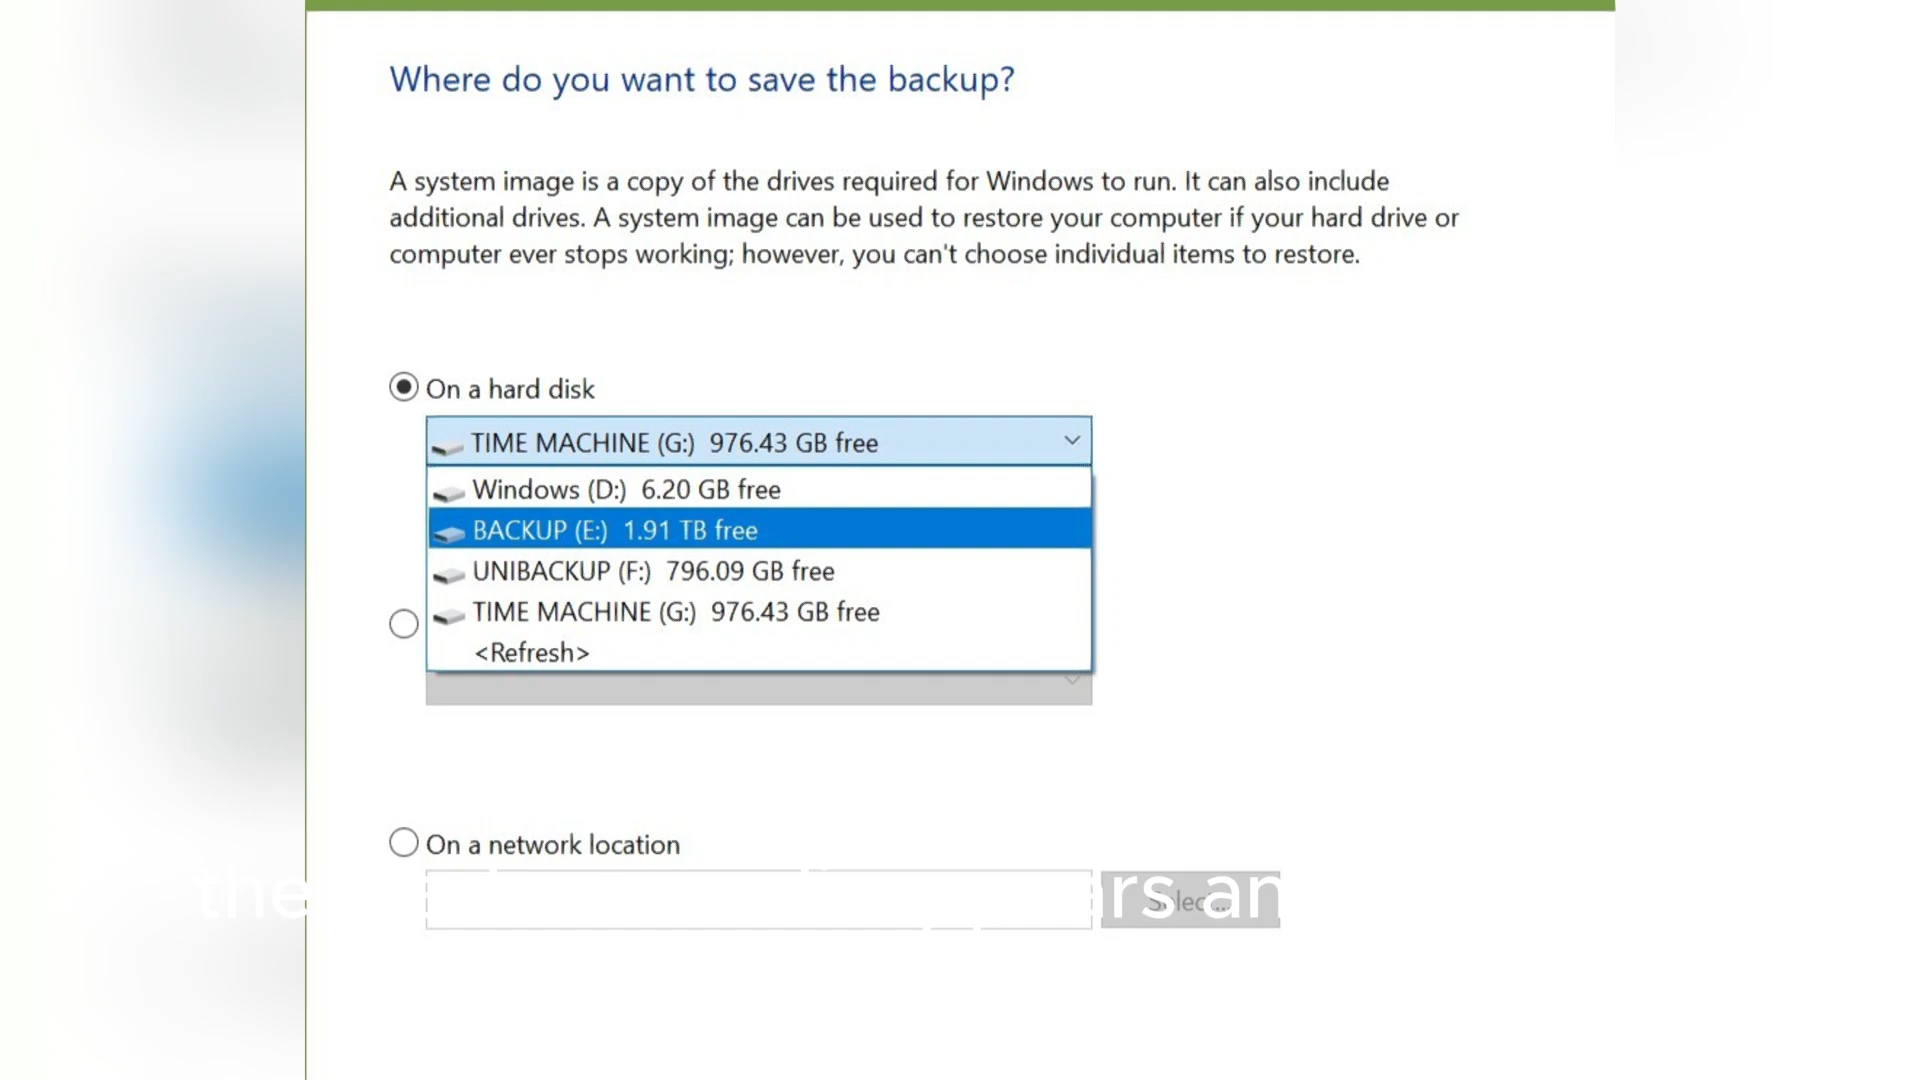 Where do you want to save the backup?
A system image is a copy of the drives required for Windows to run. It can also include
additional drives. A system image can be used to restore your computer if your hard drive or
computer ever stops working; however, you can't choose individual items to restore.
On a hard disk
TIME MACHINE (G:) 976.43 GB free
Windows (D:) 6.20 GB free
BACKUP (E:) 1.91 TB free
UNIBACKUP (F:) 796.09 GB free
TIME MACHINE (G:) 976.43 GB free
<Refresh>
On a network location
Select...